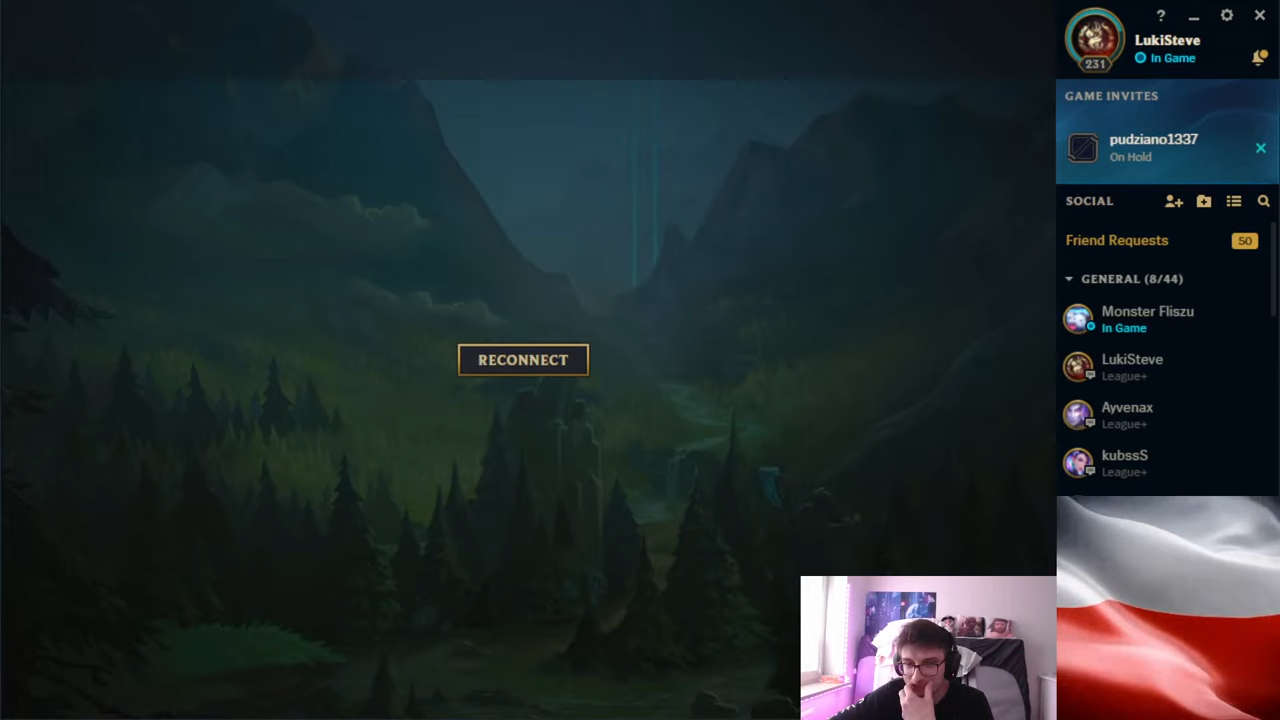 ?
LukiSteve
231
In Game
GAME INVITES
pudziano1337
On Hold
SOCIAL
Friend Requests
50
GENERAL (8/44)
Monster Fliszu
In Game
LukiSteve
League+
Ayvenax
League+
kubssS
League+
RECONNECT